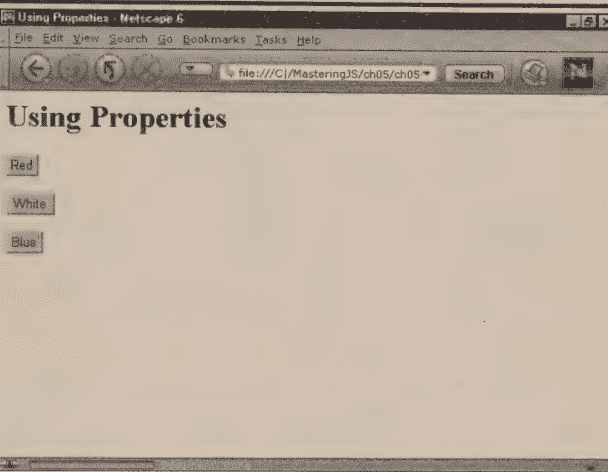 Using Properties - Netscape 6
File Edit View Search Go Bookmarks Tasks Help
file:///C|/MasteringJS/ch05/ch05 Search N
Using Properties
Red
White
Blue